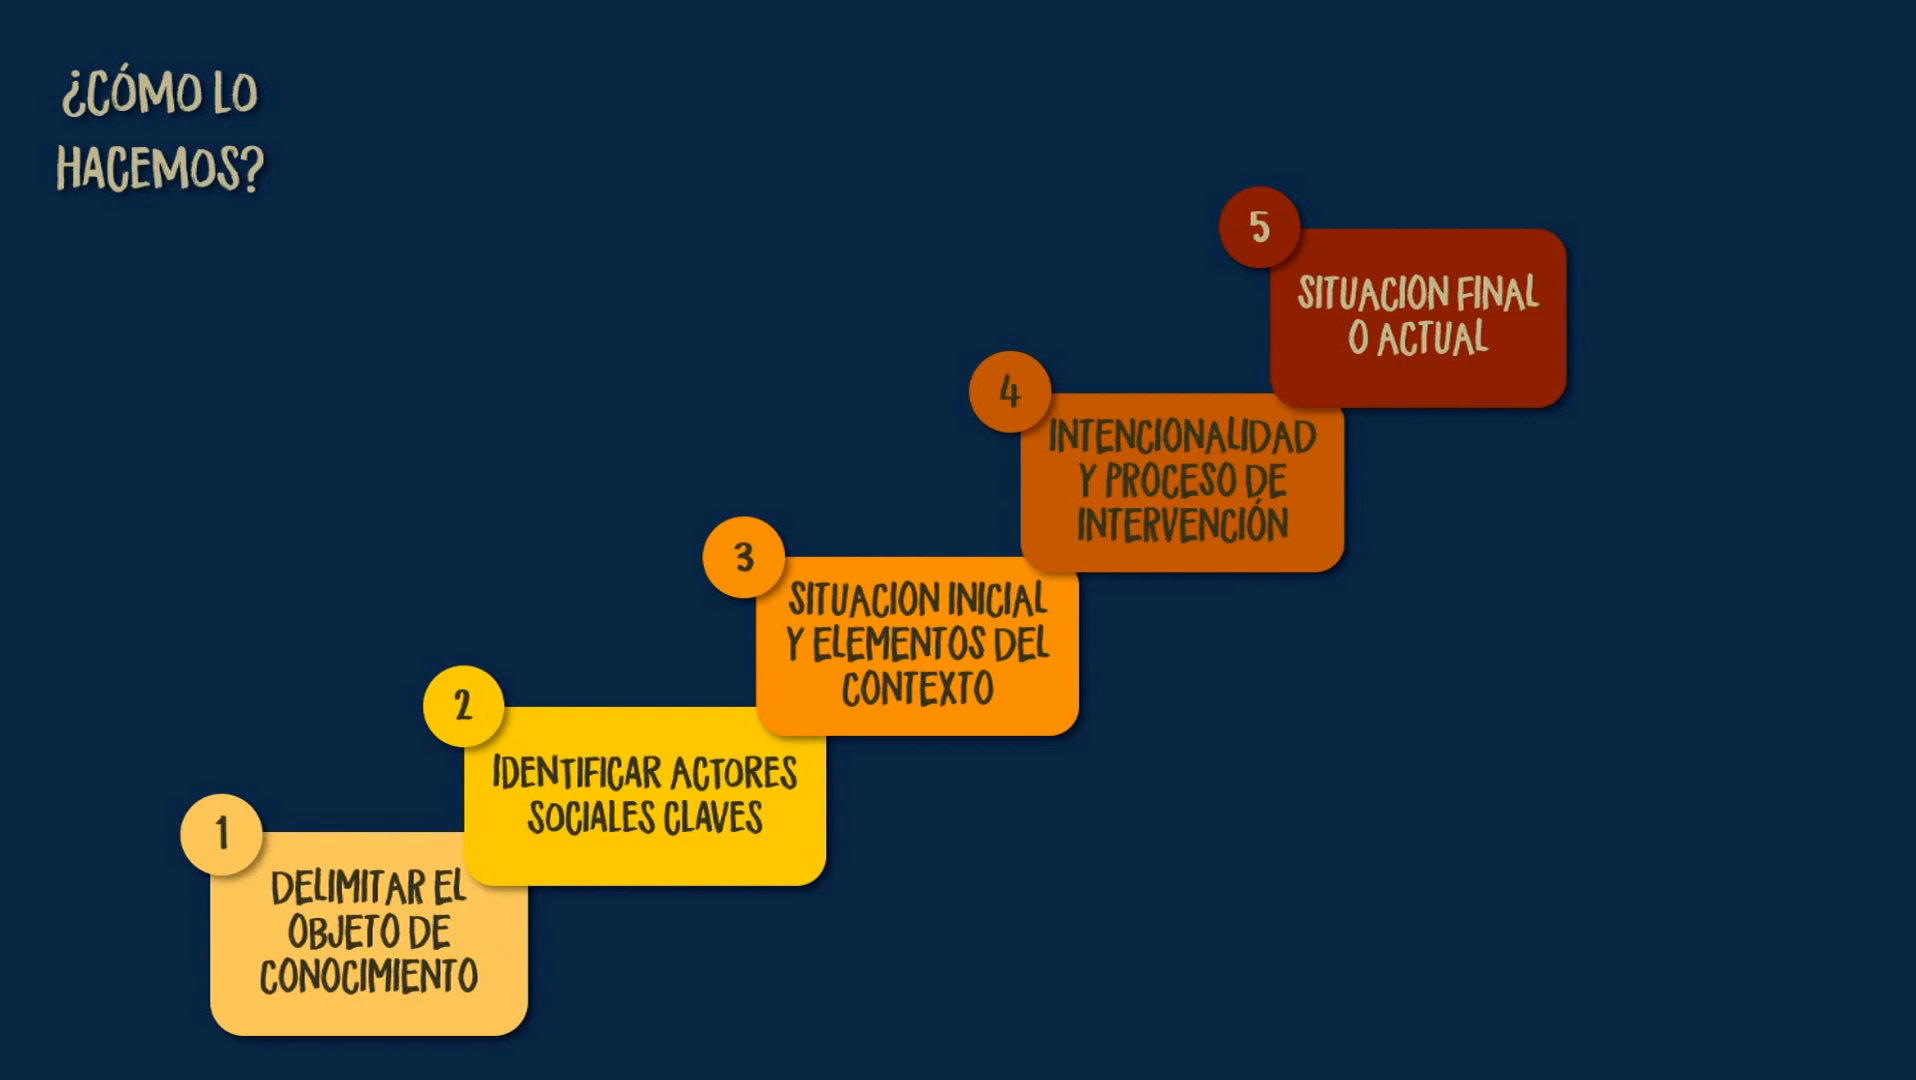 ¿CÓMO LO
HACEMOS?
1
DELIMITAR EL
OBJETO DE
CONOCIMIENTO
2
IDENTIFICAR ACTORES
SOCIALES CLAVES
3
SITUACION INICIAL
Y ELEMENTOS DEL
CONTEXTO
4
INTENCIONALIDAD
Y PROCESO DE
INTERVENCIÓN
5
SITUACION FINAL
O ACTUAL